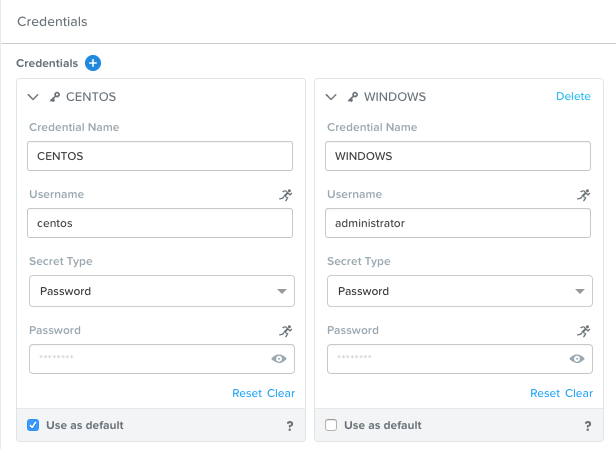 Credentials
Credentials
CENTOS
Credential Name
CENTOS
Username
centos
Secret Type
Password
Password
********
Reset Clear
Use as default ?
WINDOWS Delete
Credential Name
WINDOWS
Username
administrator
Secret Type
Password
Password
********
Reset Clear
Use as default ?